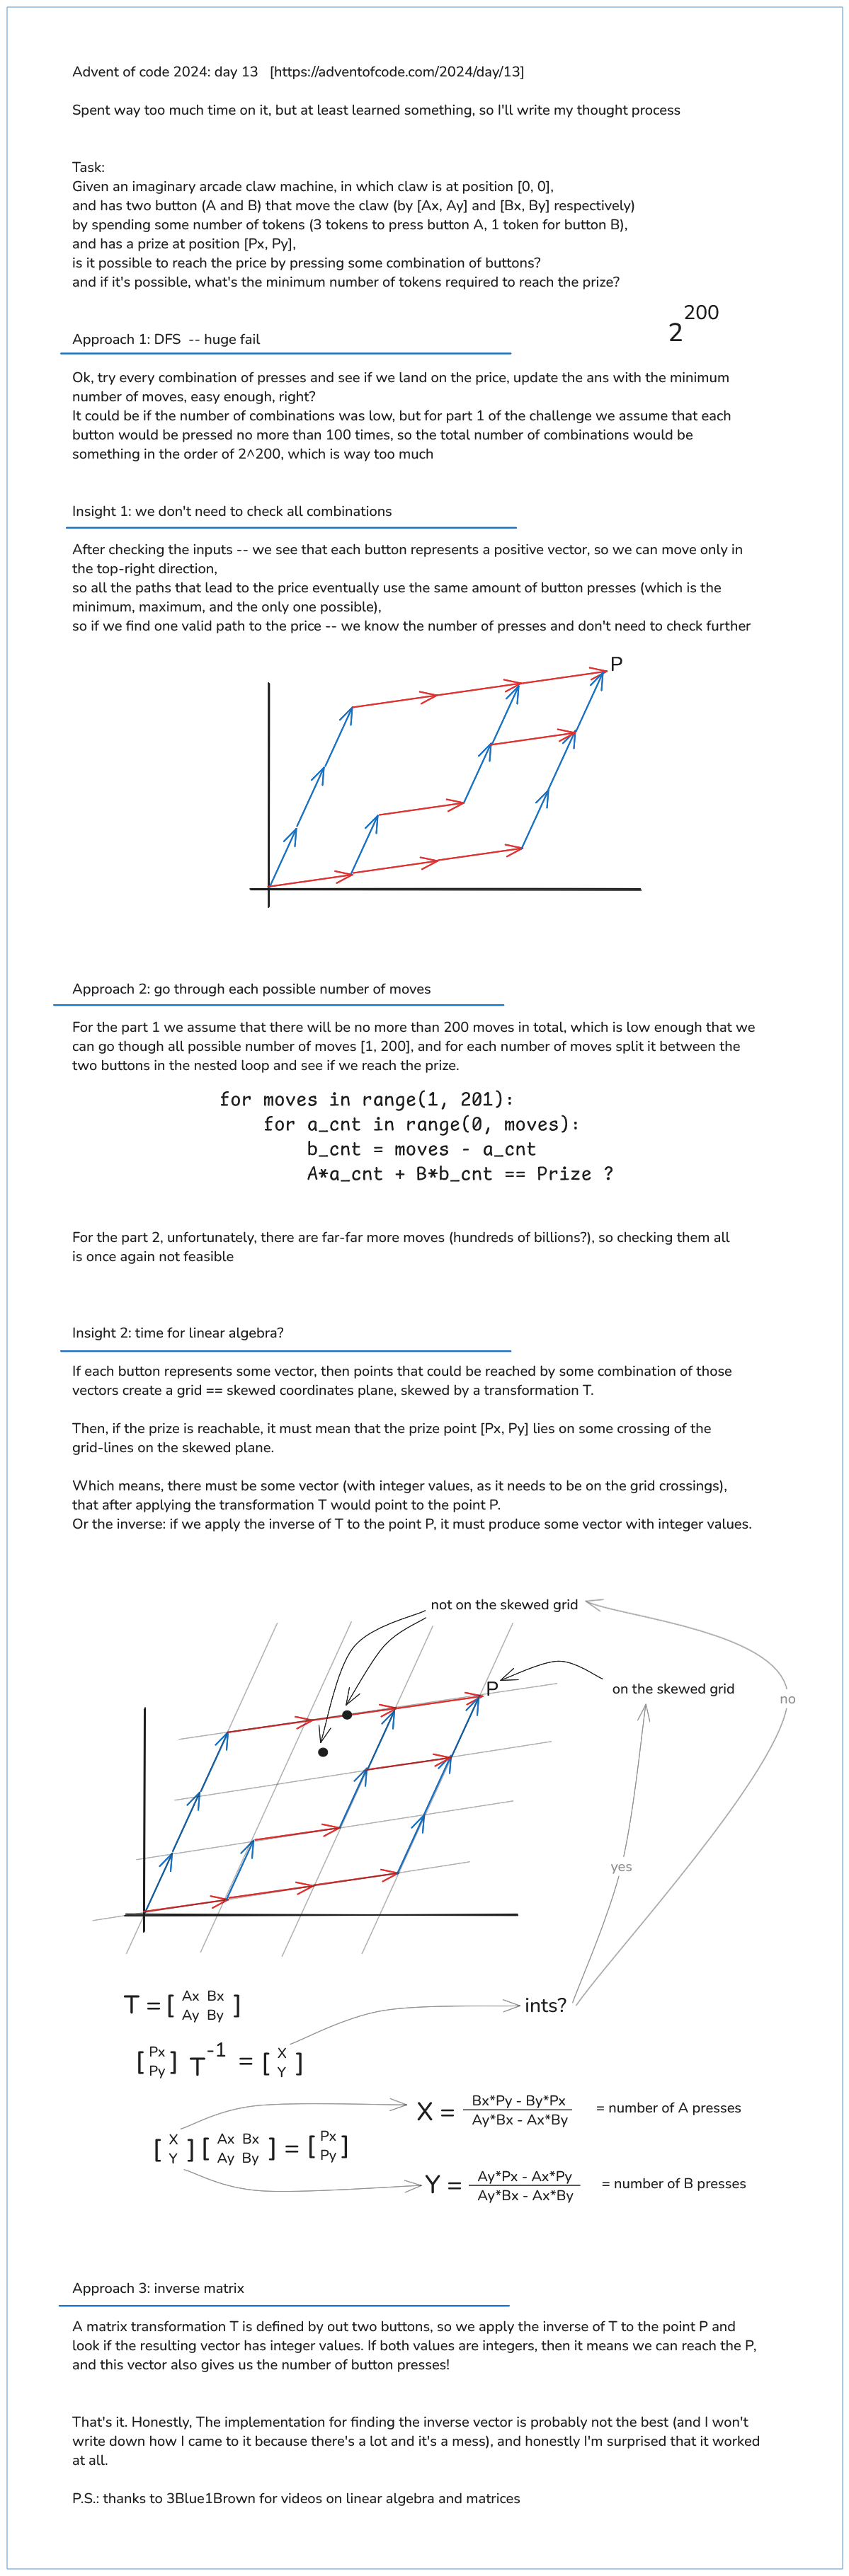 Advent of code 2024: day 13 [https://adventofcode.com/2024/day/13]
Spent way too much time on it, but at least learned something, so I'll write my thought process
Task:
Given an imaginary arcade claw machine, in which claw is at position [0, 0],
and has two button (A and B) that move the claw (by [Ax, Ay] and [Bx, By] respectively)
by spending some number of tokens (3 tokens to press button A, 1 token for button B),
and has a prize at position [Px, Py],
is it possible to reach the price by pressing some combination of buttons?
and if it's possible, what's the minimum number of tokens required to reach the prize?
2^200
Approach 1: DFS -- huge fail
Ok, try every combination of presses and see if we land on the price, update the ans with the minimum
number of moves, easy enough, right?
It could be if the number of combinations was low, but for part 1 of the challenge we assume that each
button would be pressed no more than 100 times, so the total number of combinations would be
something in the order of 2^200, which is way too much
Insight 1: we don't need to check all combinations
After checking the inputs -- we see that each button represents a positive vector, so we can move only in
the top-right direction,
so all the paths that lead to the price eventually use the same amount of button presses (which is the
minimum, maximum, and the only one possible),
so if we find one valid path to the price -- we know the number of presses and don't need to check further
P
Approach 2: go through each possible number of moves
For the part 1 we assume that there will be no more than 200 moves in total, which is low enough that we
can go though all possible number of moves [1, 200], and for each number of moves split it between the
two buttons in the nested loop and see if we reach the prize.
for moves in range(1, 201):
for a_cnt in range(0, moves):
b_cnt = moves - a_cnt
A*a_cnt + B*b_cnt == Prize ?
For the part 2, unfortunately, there are far-far more moves (hundreds of billions?), so checking them all
is once again not feasible
Insight 2: time for linear algebra?
If each button represents some vector, then points that could be reached by some combination of those
vectors create a grid == skewed coordinates plane, skewed by a transformation T.
Then, if the prize is reachable, it must mean that the prize point [Px, Py] lies on some crossing of the
grid-lines on the skewed plane.
Which means, there must be some vector (with integer values, as it needs to be on the grid crossings),
that after applying the transformation T would point to the point P.
Or the inverse: if we apply the inverse of T to the point P, it must produce some vector with integer values.
not on the skewed grid
P
on the skewed grid
no
yes
T = [ Ax Bx
Ay By ]
ints?
[ Px
Py ] T^-1 = [ X
Y ]
X = Bx*Py - By*Px
Ay*Bx - Ax*By
= number of A presses
[ X
Y ] [ Ax Bx
Ay By ] = [ Px
Py ]
Y = Ay*Px - Ax*Py
Ay*Bx - Ax*By
= number of B presses
Approach 3: inverse matrix
A matrix transformation T is defined by out two buttons, so we apply the inverse of T to the point P and
look if the resulting vector has integer values. If both values are integers, then it means we can reach the P,
and this vector also gives us the number of button presses!
That's it. Honestly, The implementation for finding the inverse vector is probably not the best (and I won't
write down how I came to it because there's a lot and it's a mess), and honestly I'm surprised that it worked
at all.
P.S.: thanks to 3Blue1Brown for videos on linear algebra and matrices